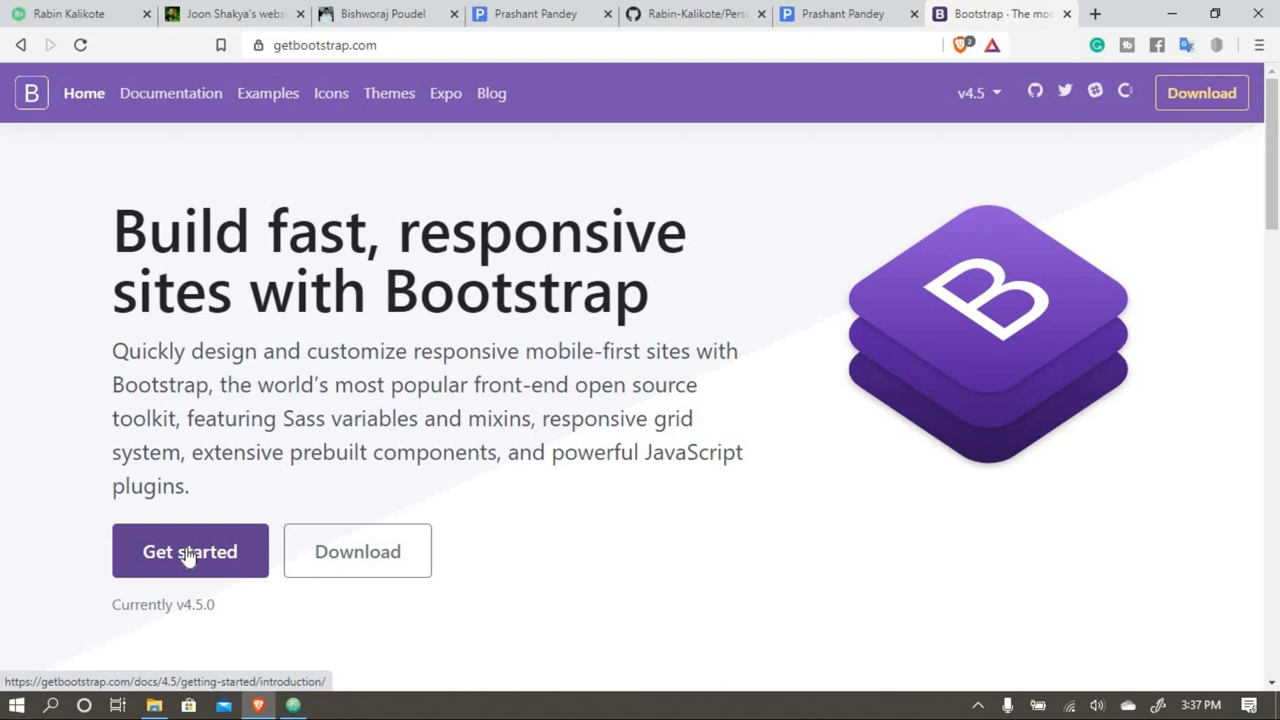 Rabin Kalikote
Joon Shakya's webs
Bishworaj Poudel
Prashant Pandey
Rabin-Kalikote/Perso
Prashant Pandey
Bootstrap · The mos
getbootstrap.com
2
B
Home
Documentation
Examples
Icons
Themes
Expo
Blog
v4.5
Download
Build fast, responsive
sites with Bootstrap
Quickly design and customize responsive mobile-first sites with
Bootstrap, the world’s most popular front-end open source
toolkit, featuring Sass variables and mixins, responsive grid
system, extensive prebuilt components, and powerful JavaScript
plugins.
B
Get started
Download
Currently v4.5.0
https://getbootstrap.com/docs/4.5/getting-started/introduction/
3:37 PM